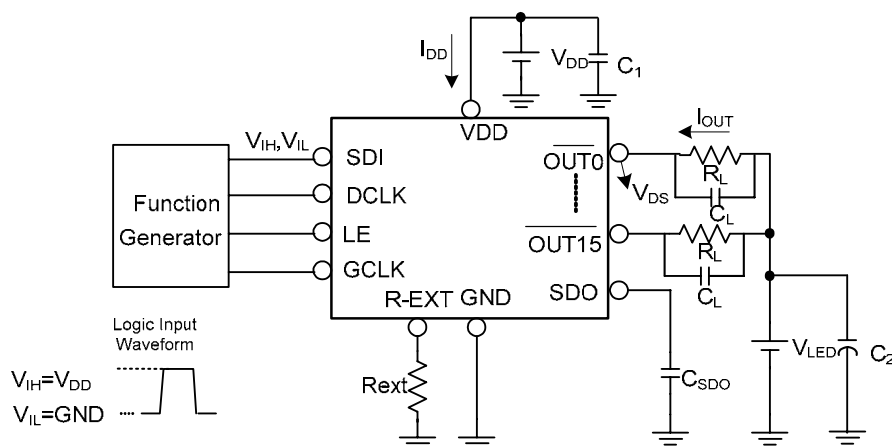 I_DD
V_DD
C_1
VDD
V_IH,V_IL
I_OUT
SDI
OUT0
R_L
V_DS
C_L
Function
Generator
DCLK
LE
GCLK
OUT15
R_L
C_L
R-EXT
GND
SDO
Logic Input
Waveform
V_IH=V_DD
V_IL=GND
Rext
C_SDO
V_LED
C_2